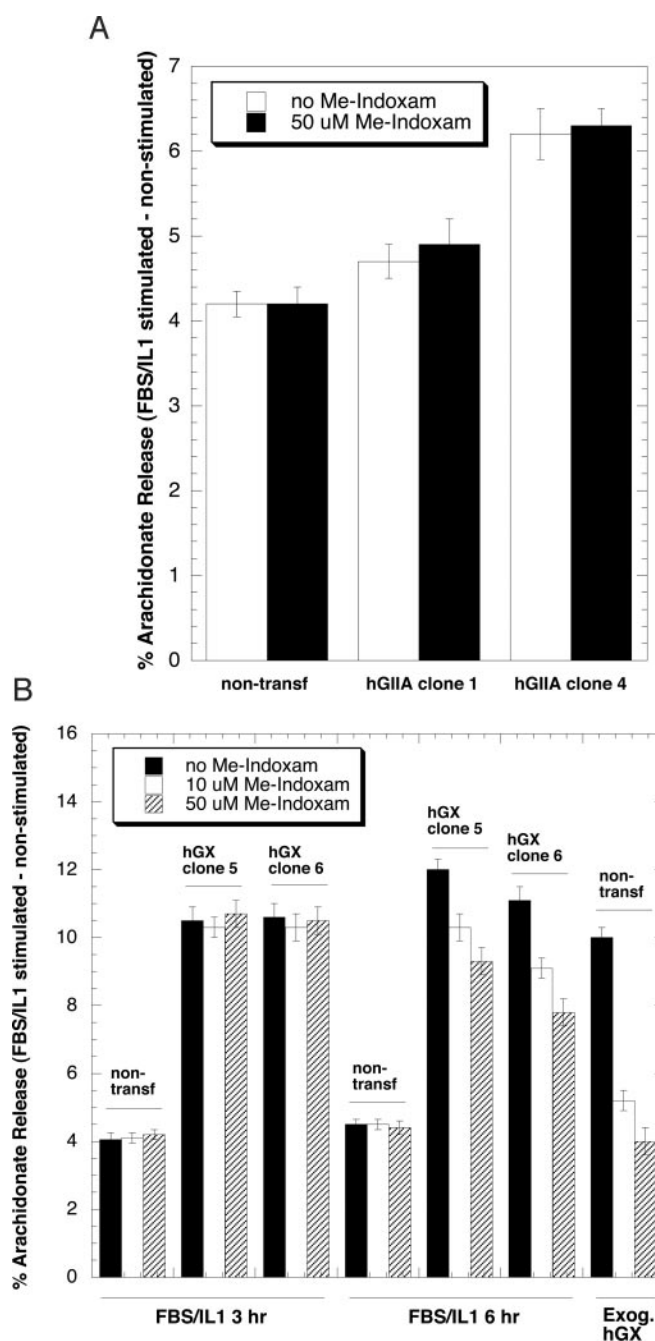 A
% Arachidonate Release (FBS/IL1 stimulated - non-stimulated)
7
6
5
4
3
2
1
0
no Me-Indoxam
50 uM Me-Indoxam
non-transf
hGIIA clone 1
hGIIA clone 4
B
% Arachidonate Release (FBS/IL1 stimulated - non-stimulated)
16
14
12
10
8
6
4
2
0
no Me-Indoxam
10 uM Me-Indoxam
50 uM Me-Indoxam
non-
transf
hGX
clone 5
hGX
clone 6
non-
transf
hGX
clone 5
hGX
clone 6
non-
transf
FBS/IL1 3 hr
FBS/IL1 6 hr
Exog.
hGX